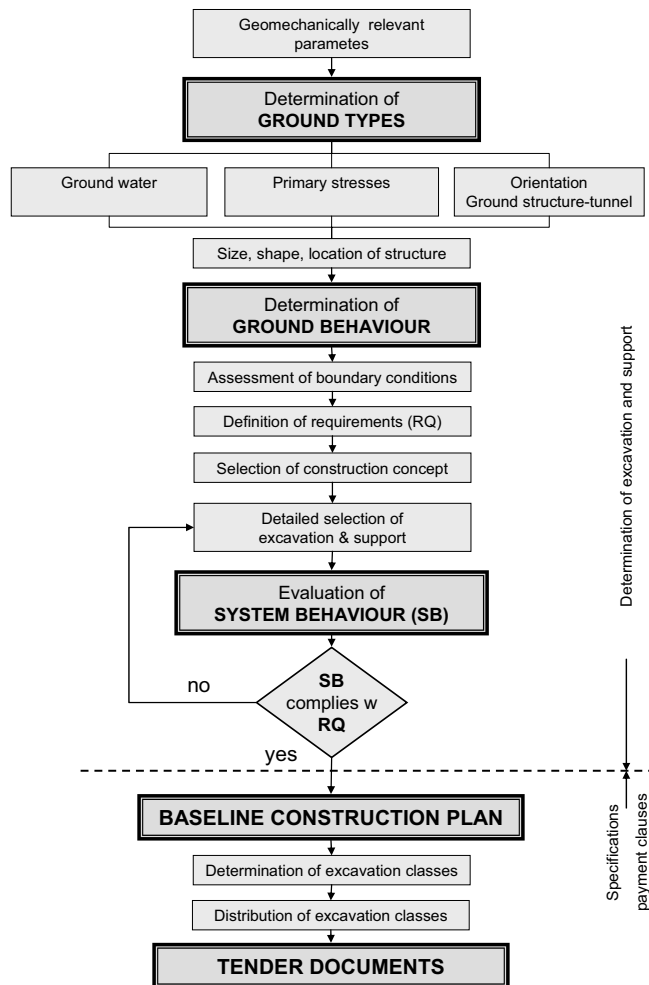 Geomechanically relevant
parametes
Determination of
GROUND TYPES
Ground water
Primary stresses
Orientation
Ground structure-tunnel
Size, shape, location of structure
Determination of
GROUND BEHAVIOUR
Assessment of boundary conditions
Definition of requirements (RQ)
Selection of construction concept
Detailed selection of
excavation & support
Evaluation of
SYSTEM BEHAVIOUR (SB)
no
SB
complies w
RQ
yes
Determination of excavation and support
BASELINE CONSTRUCTION PLAN
Determination of excavation classes
Distribution of excavation classes
TENDER DOCUMENTS
Specifications
payment clauses